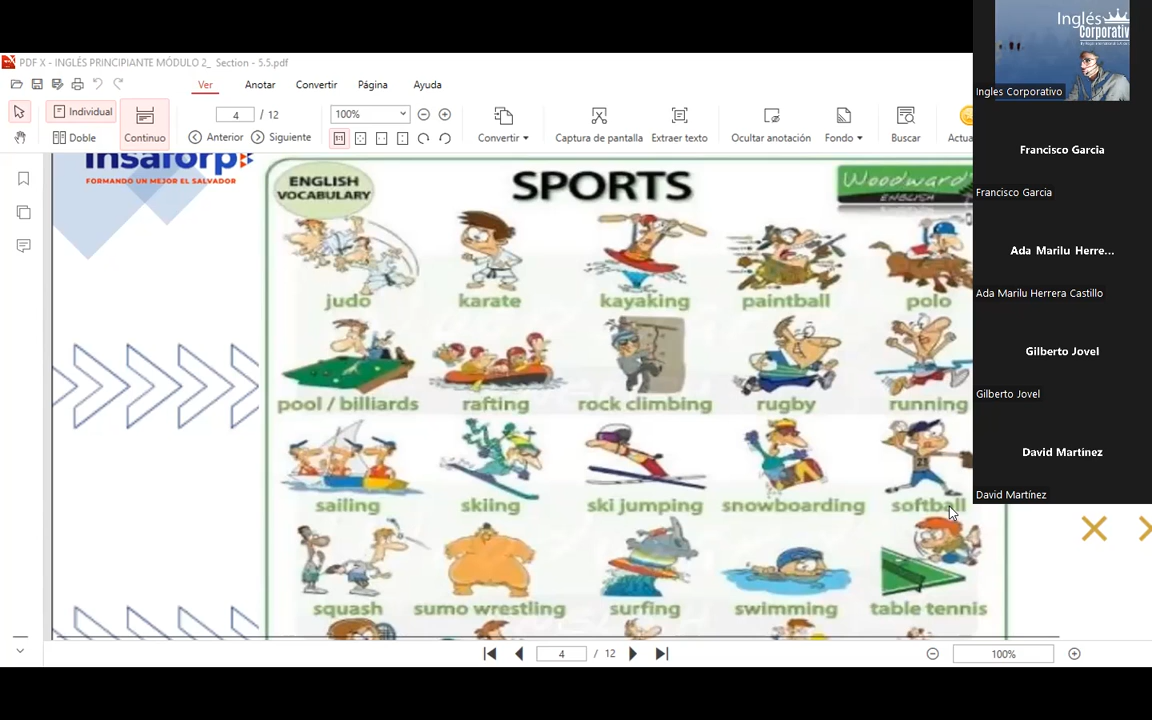 PDF X - INGLÉS PRINCIPIANTE MÓDULO 2_ Section - 5.5.pdf
Ver Anotar Convertir Página Ayuda
Individual
Doble
Continuo
4 / 12
Anterior Siguiente
100%
Convertir
Captura de pantalla
Extraer texto
Ocultar anotación
Fondo
Buscar
insaforp
FORMANDO UN MEJOR EL SALVADOR
ENGLISH
VOCABULARY
SPORTS
Woodward
ENGLISH
judo karate kayaking paintball polo
pool / billiards rafting rock climbing rugby running
sailing skiing ski jumping snowboarding softball
squash sumo wrestling surfing swimming table tennis
4 / 12
100%
Inglés
Ingles Corporativo
Francisco Garcia
Francisco Garcia
Ada Marilu Herre...
Ada Marilu Herrera Castillo
Gilberto Jovel
Gilberto Jovel
David Martinez
David Martínez